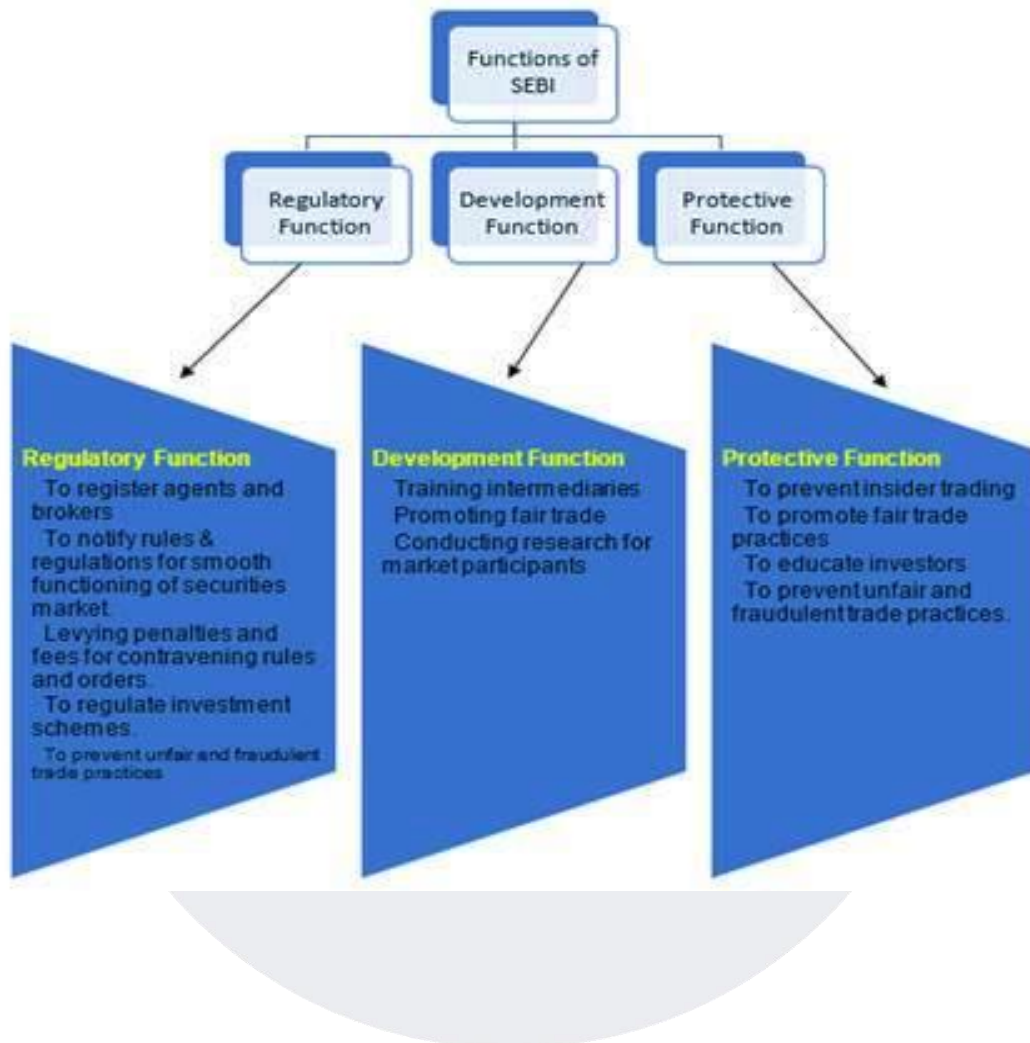 Functions of
SEBI
Regulatory
Function
Development
Function
Protective
Function
Regulatory Function
To register agents and
brokers
To notify rules &
regulations for smooth
functioning of securities
market.
Levying penalties and
fees for contravening rules
and orders.
To regulate investment
schemes.
To prevent unfair and fraudulent
trade practices
Development Function
Training intermediaries
Promoting fair trade
Conducting research for
market participants
Protective Function
To prevent insider trading
To promote fair trade
practices
To educate investors
To prevent unfair and
fraudulent trade practices.